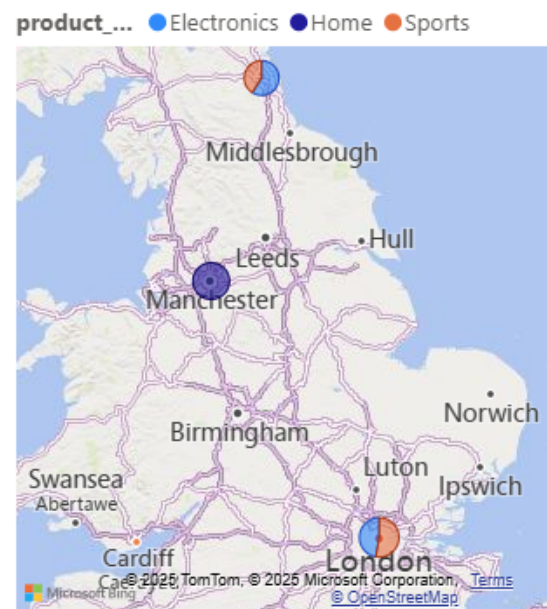 product_... Electronics Home Sports
Middlesbrough
Hull
Leeds
Manchester
Norwich
Birmingham
Luton
Ipswich
Swansea
Abertawe
London
Cardiff
© 2025 TomTom, © 2025 Microsoft Corporation, Terms
Microsoft Bing
© OpenStreetMap